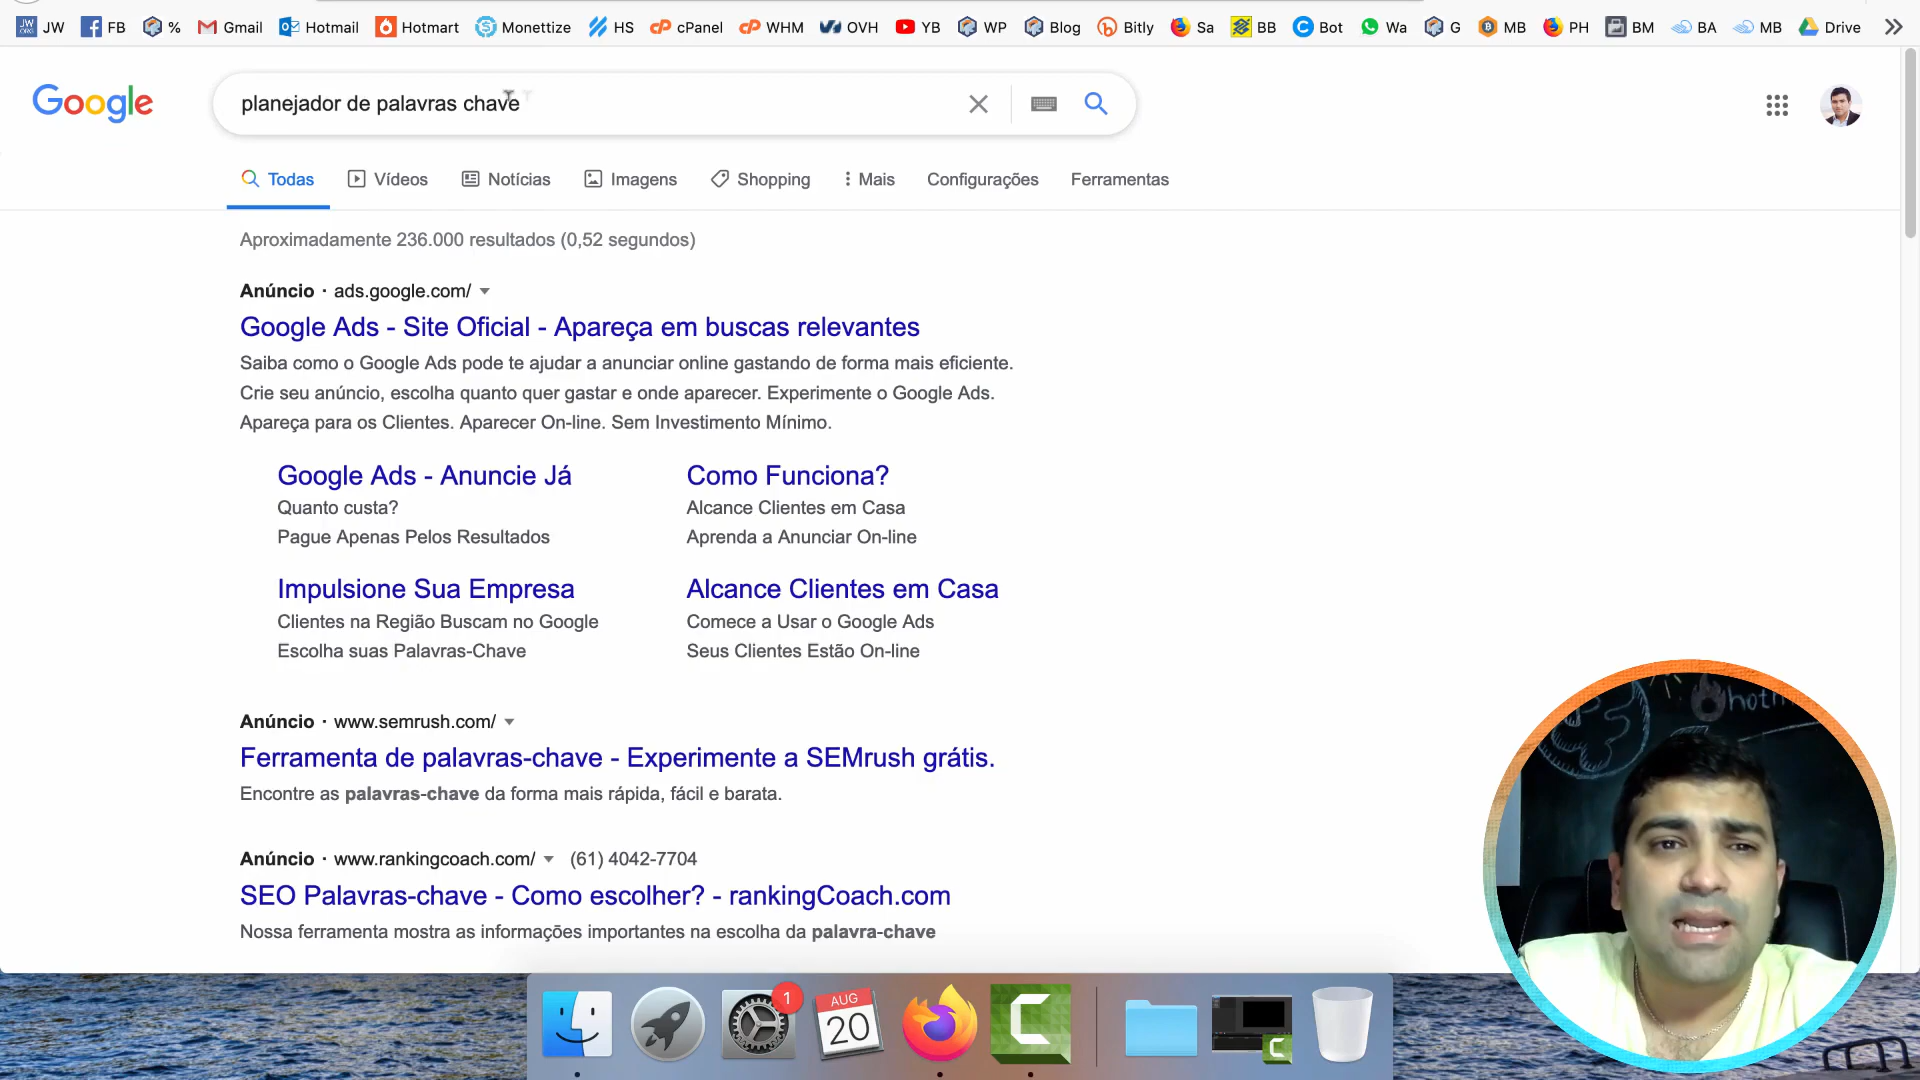 JW FB % Gmail Hotmail Hotmart Monettize HS cPanel WHM OVH YB WP Blog Bitly Sa BB Bot Wa G MB PH BM BA MB Drive
Google
planejador de palavras chave
Todas Vídeos Notícias Imagens Shopping Mais Configurações Ferramentas
Aproximadamente 236.000 resultados (0,52 segundos)
Anúncio · ads.google.com/
Google Ads - Site Oficial - Apareça em buscas relevantes
Saiba como o Google Ads pode te ajudar a anunciar online gastando de forma mais eficiente.
Crie seu anúncio, escolha quanto quer gastar e onde aparecer. Experimente o Google Ads.
Apareça para os Clientes. Aparecer On-line. Sem Investimento Mínimo.
Google Ads - Anuncie Já
Quanto custa?
Pague Apenas Pelos Resultados
Como Funciona?
Alcance Clientes em Casa
Aprenda a Anunciar On-line
Impulsione Sua Empresa
Clientes na Região Buscam no Google
Escolha suas Palavras-Chave
Alcance Clientes em Casa
Comece a Usar o Google Ads
Seus Clientes Estão On-line
Anúncio · www.semrush.com/
Ferramenta de palavras-chave - Experimente a SEMrush grátis.
Encontre as palavras-chave da forma mais rápida, fácil e barata.
Anúncio · www.rankingcoach.com/ (61) 4042-7704
SEO Palavras-chave - Como escolher? - rankingCoach.com
Nossa ferramenta mostra as informações importantes na escolha da palavra-chave
1
AUG
20